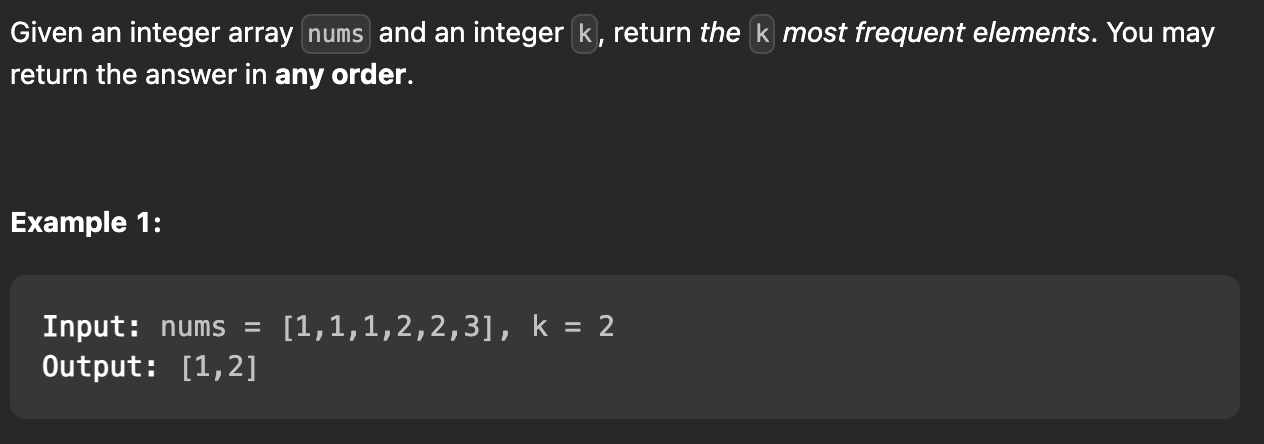 Given an integer array nums and an integer k, return the k most frequent elements. You may
return the answer in any order.
Example 1:
Input: nums = [1,1,1,2,2,3], k = 2
Output: [1,2]